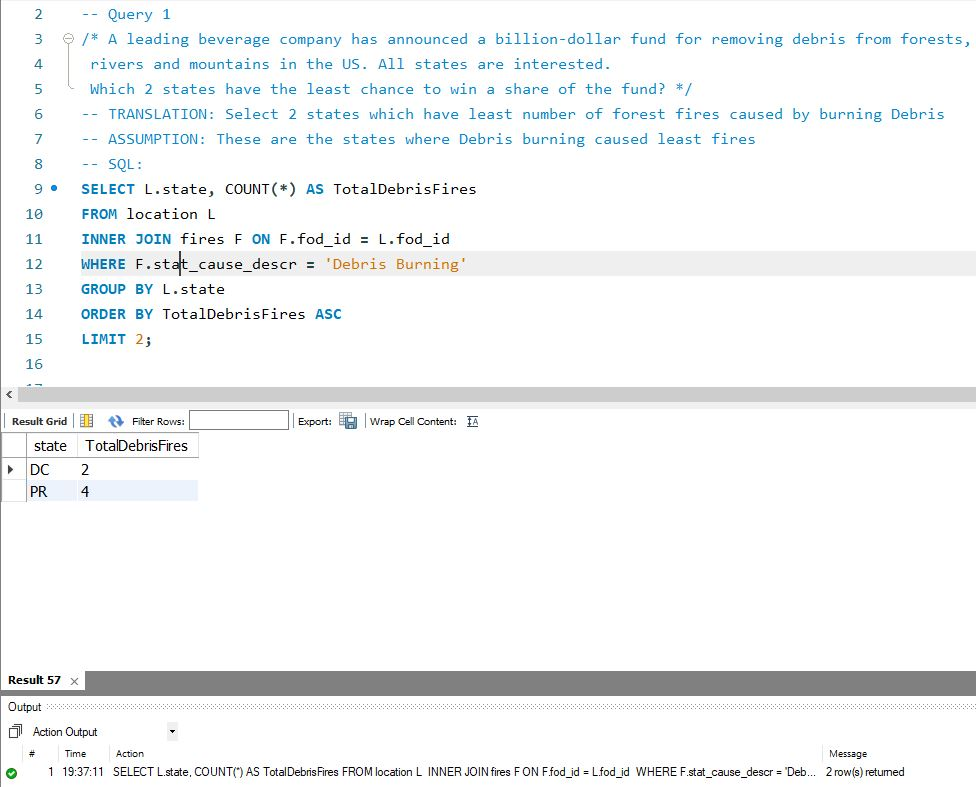 2 -- Query 1
3 /* A leading beverage company has announced a billion-dollar fund for removing debris from forests,
4 rivers and mountains in the US. All states are interested.
5 Which 2 states have the least chance to win a share of the fund? */
6 -- TRANSLATION: Select 2 states which have least number of forest fires caused by burning Debris
7 -- ASSUMPTION: These are the states where Debris burning caused least fires
8 -- SQL:
9 SELECT L.state, COUNT(*) AS TotalDebrisFires
10 FROM location L
11 INNER JOIN fires F ON F.fod_id = L.fod_id
12 WHERE F.stat_cause_descr = 'Debris Burning'
13 GROUP BY L.state
14 ORDER BY TotalDebrisFires ASC
15 LIMIT 2;
16
Result Grid Filter Rows: Export: Wrap Cell Content: IA
state TotalDebrisFires
DC 2
PR 4
Result 57 ×
Output
Action Output
# Time Action Message
1 19:37:11 SELECT L.state, COUNT(*) AS TotalDebrisFires FROM location L INNER JOIN fires F ON F.fod_id = L.fod_id WHERE F.stat_cause_descr = 'Deb... 2 row(s) returned